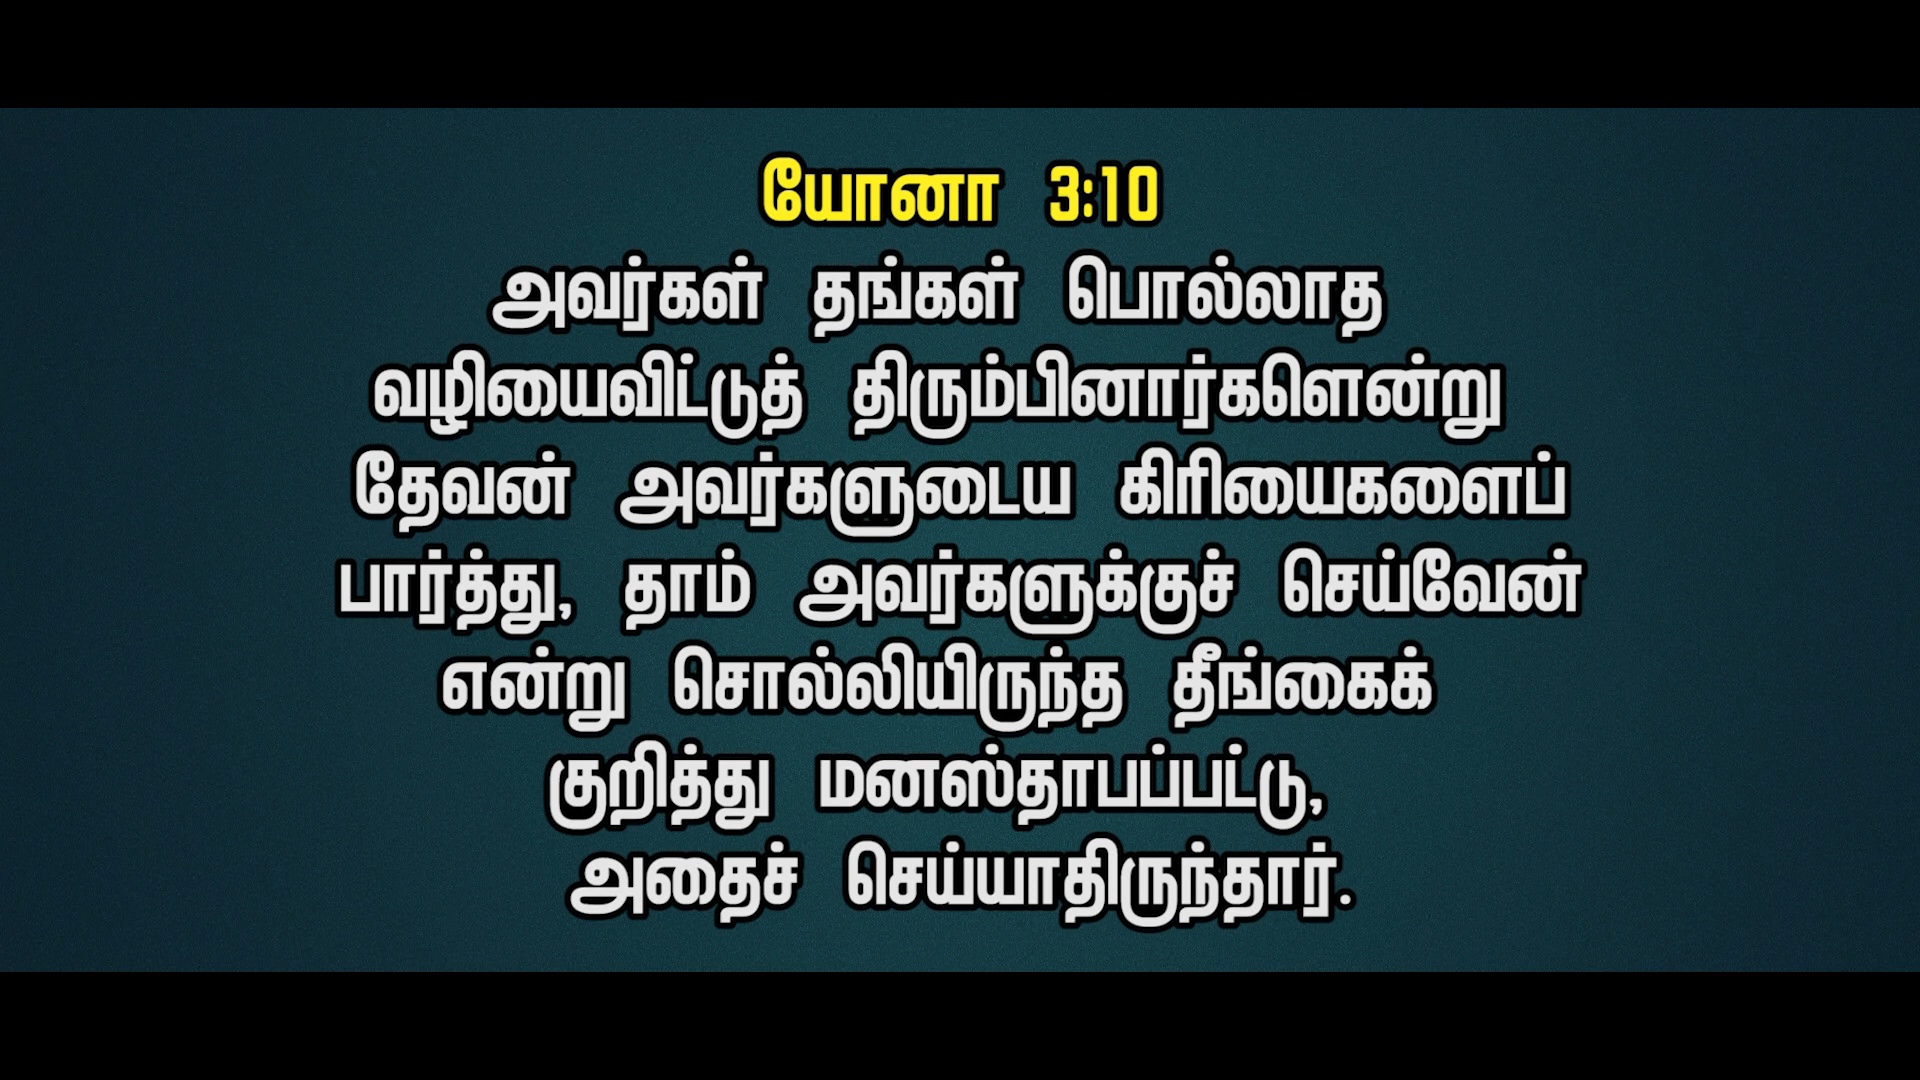 யோனா 3:10
அவர்கள் தங்கள் பொல்லாத
வழியைவிட்டுத் திரும்பினார்களென்று
தேவன் அவர்களுடைய கிரியைகளைப்
பார்த்து, தாம் அவர்களுக்குச் செய்வேன்
என்று சொல்லியிருந்த தீங்கைக்
குறித்து மனஸ்தாபப்பட்டு,
அதைச் செய்யாதிருந்தார்.